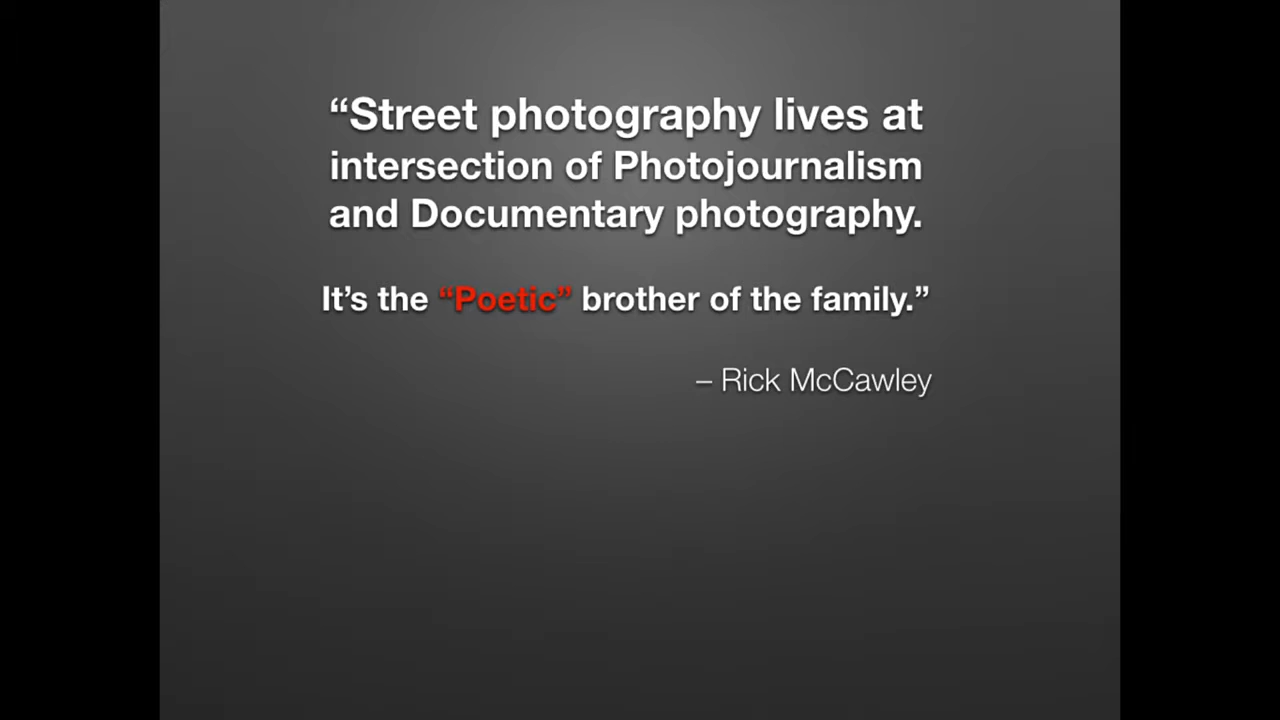 “Street photography lives at
intersection of Photojournalism
and Documentary photography.
It’s the “Poetic” brother of the family.”
– Rick McCawley